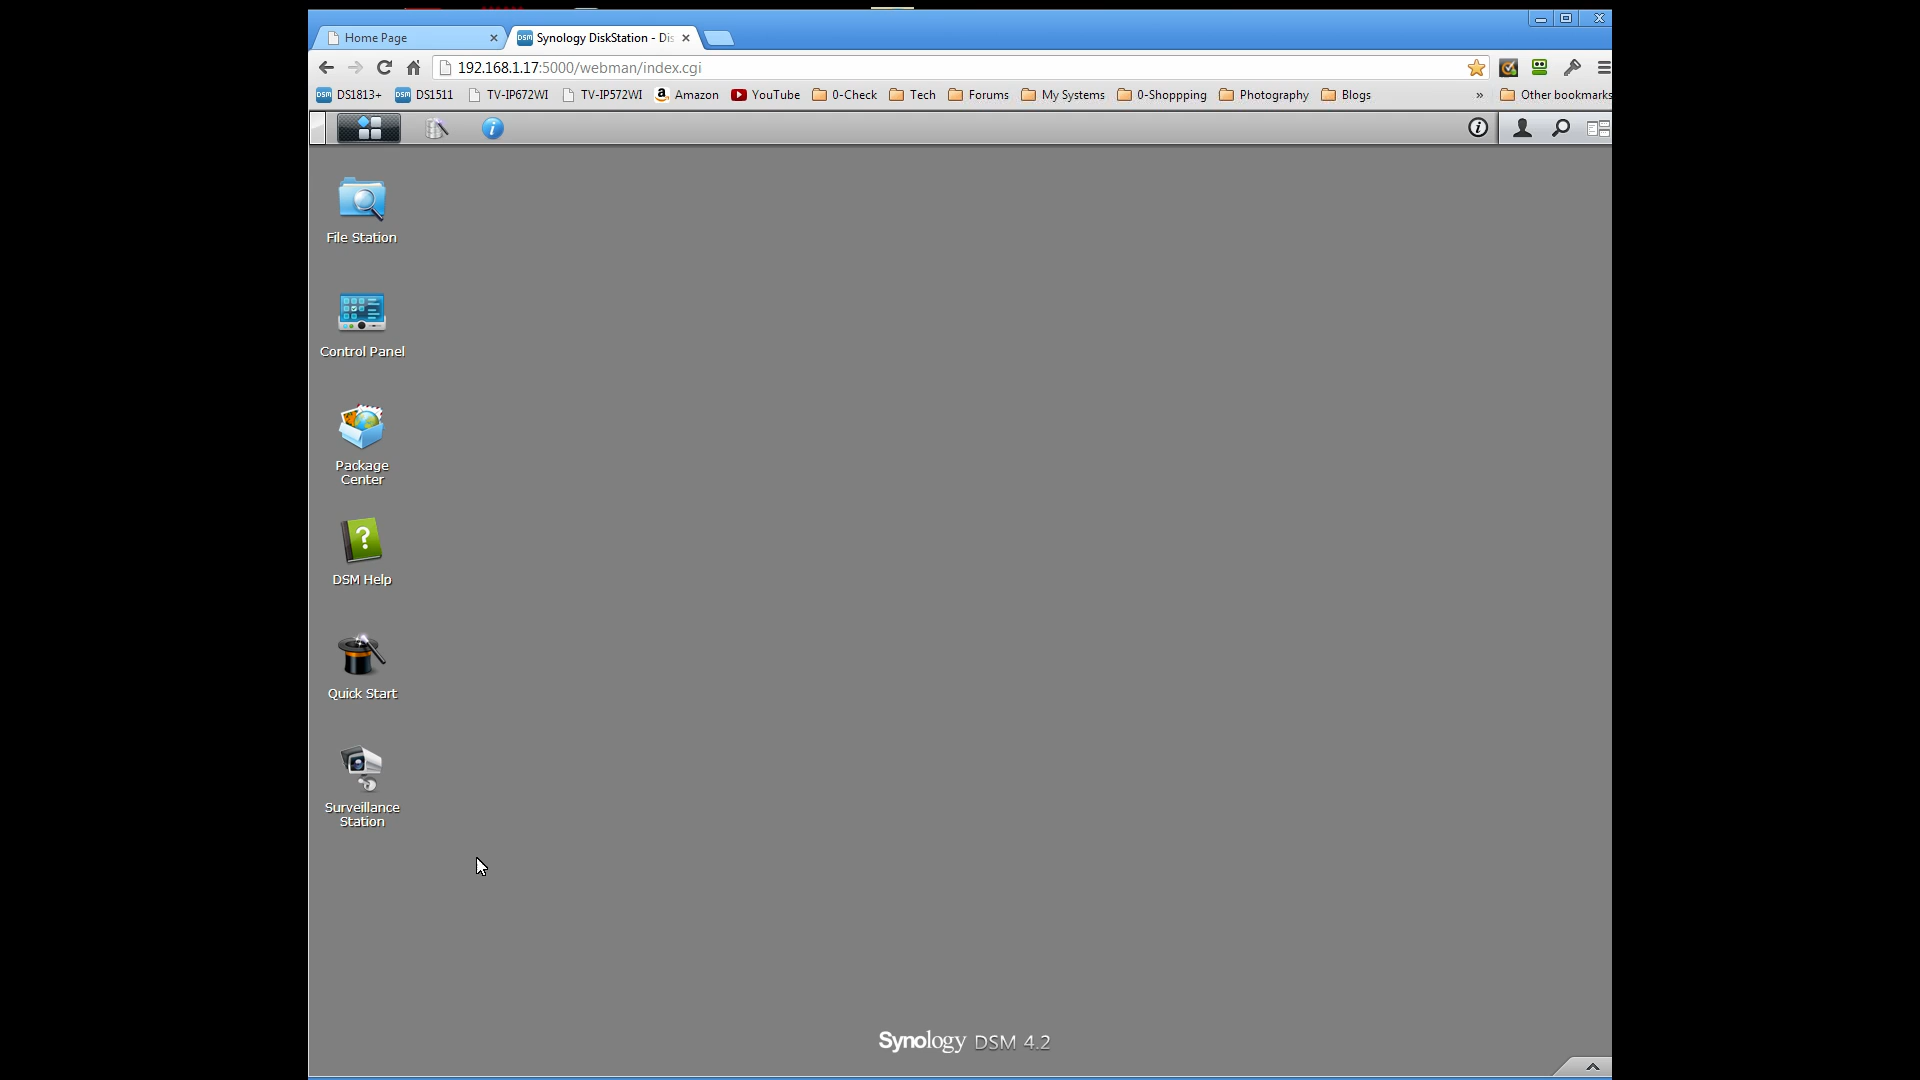 Home Page
Synology DiskStation - Dis
192.168.1.17:5000/webman/index.cgi
DS1813+ DS1511 TV-IP672WI TV-IP572WI Amazon YouTube 0-Check Tech Forums My Systems 0-Shoppping Photography Blogs » Other bookmarks
File Station
Control Panel
Package
Center
DSM Help
Quick Start
Surveillance
Station
Synology DSM 4.2